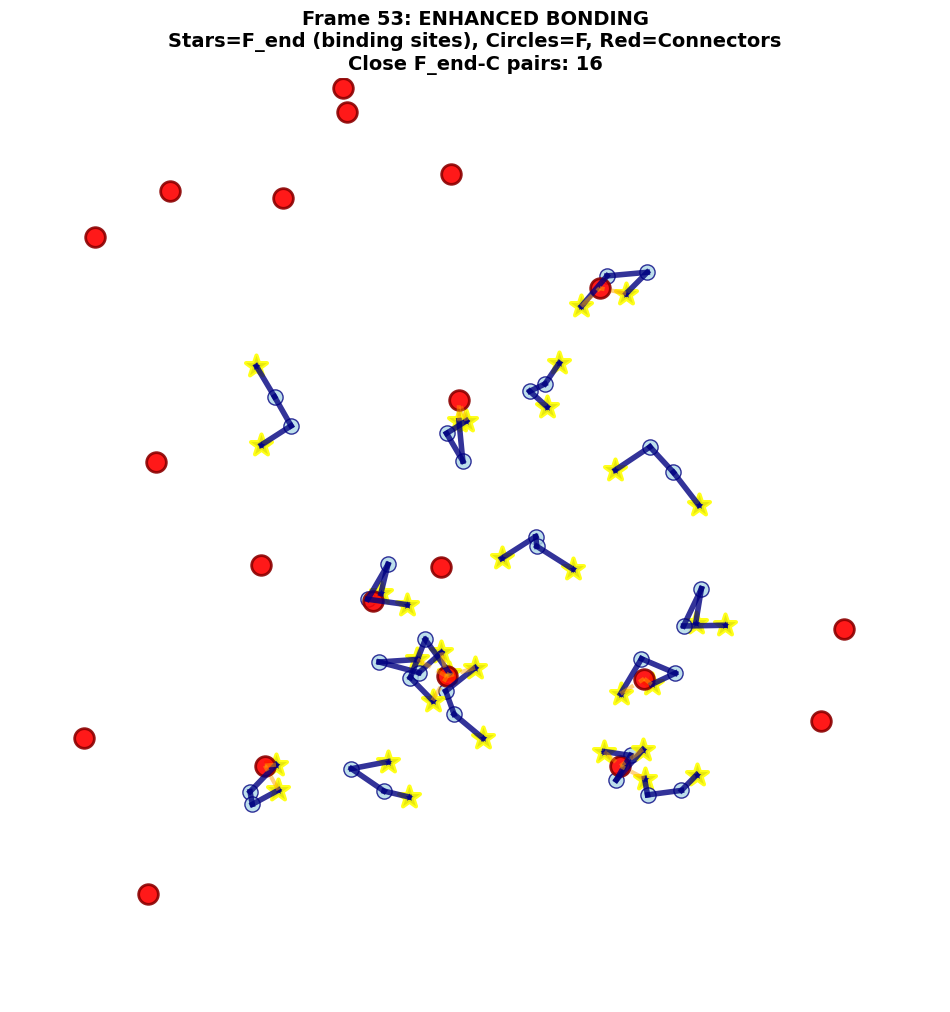 Frame 53: ENHANCED BONDING
Stars=F_end (binding sites), Circles=F, Red=Connectors
Close F_end-C pairs: 16